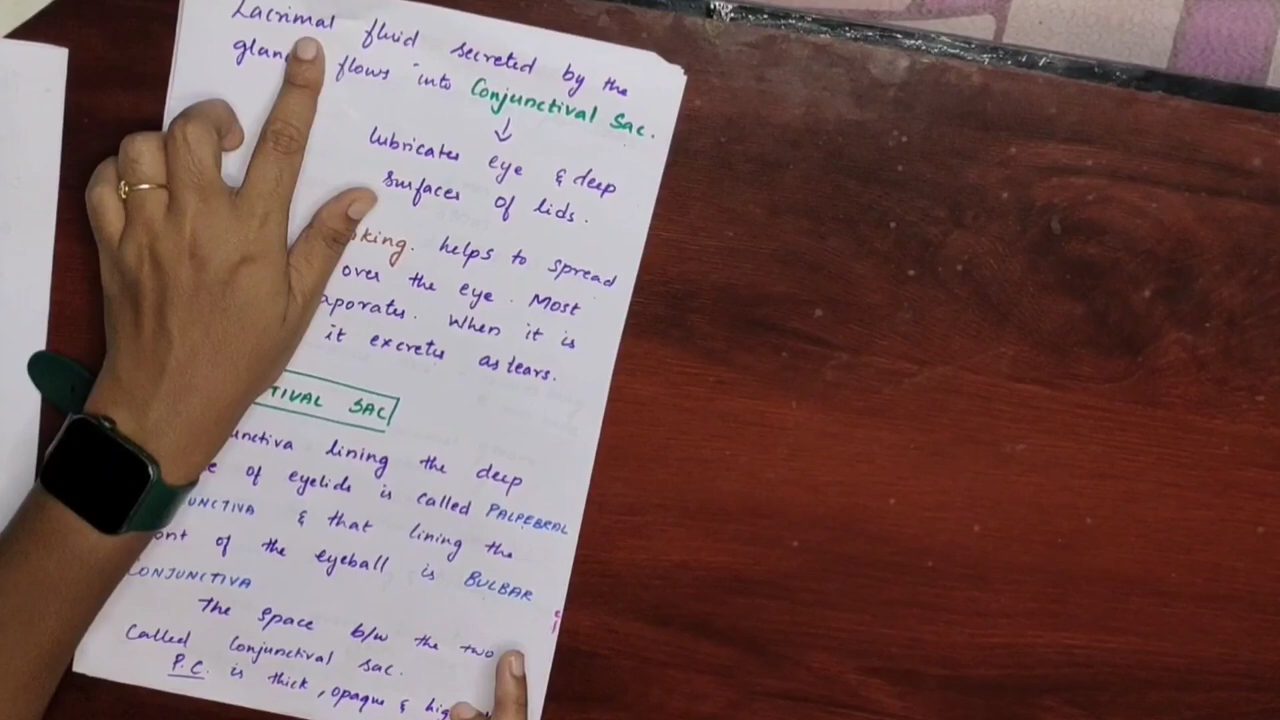 Lacrimal fluid secreted by the
flows into Conjunctival Sac.
↓
lubricates eye & deep
surfaces of lids.
helps to spread
over the eye. Most
When it is
it excretes as tears.
SAC
lining the deep
of eyelids is called PALPEBRAL
& that lining the
of the eyeball is BULBAR
CONJUNCTIVA
The space b/w the two
Called Conjunctival sac.
P.C. is thick, opaque &